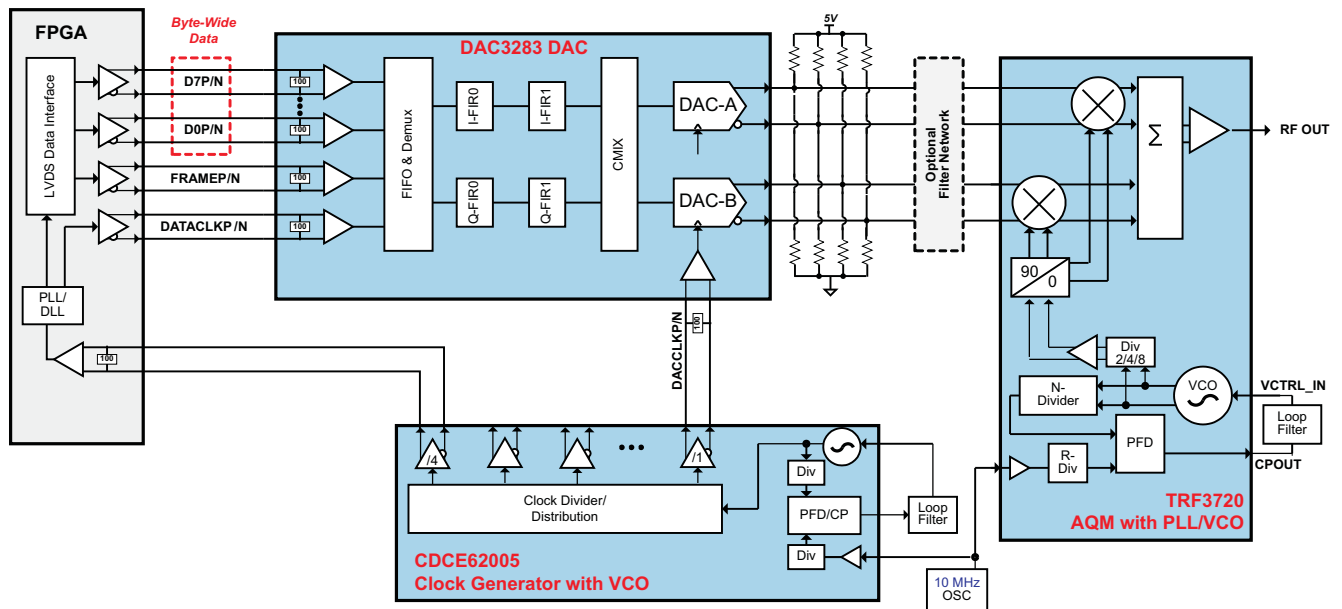 FPGA
LVDS Data Interface
PLL/
DLL
100
Byte-Wide
Data
D7P/N
D0P/N
FRAMEP/N
DATACLKP/N
DAC3283 DAC
100
100
100
100
FIFO & Demux
I-FIR0
I-FIR1
Q-FIR0
Q-FIR1
CMIX
DAC-A
DAC-B
DACCLKP/N
100
5V
Optional
Filter Network
Σ
RF OUT
90
0
Div
2/4/8
N-
Divider
VCO
VCTRL_IN
Loop
Filter
PFD
R-
Div
CPOUT
TRF3720
AQM with PLL/VCO
/4
/1
Clock Divider/
Distribution
Div
PFD/CP
Div
Loop
Filter
CDCE62005
Clock Generator with VCO
10 MHz
OSC